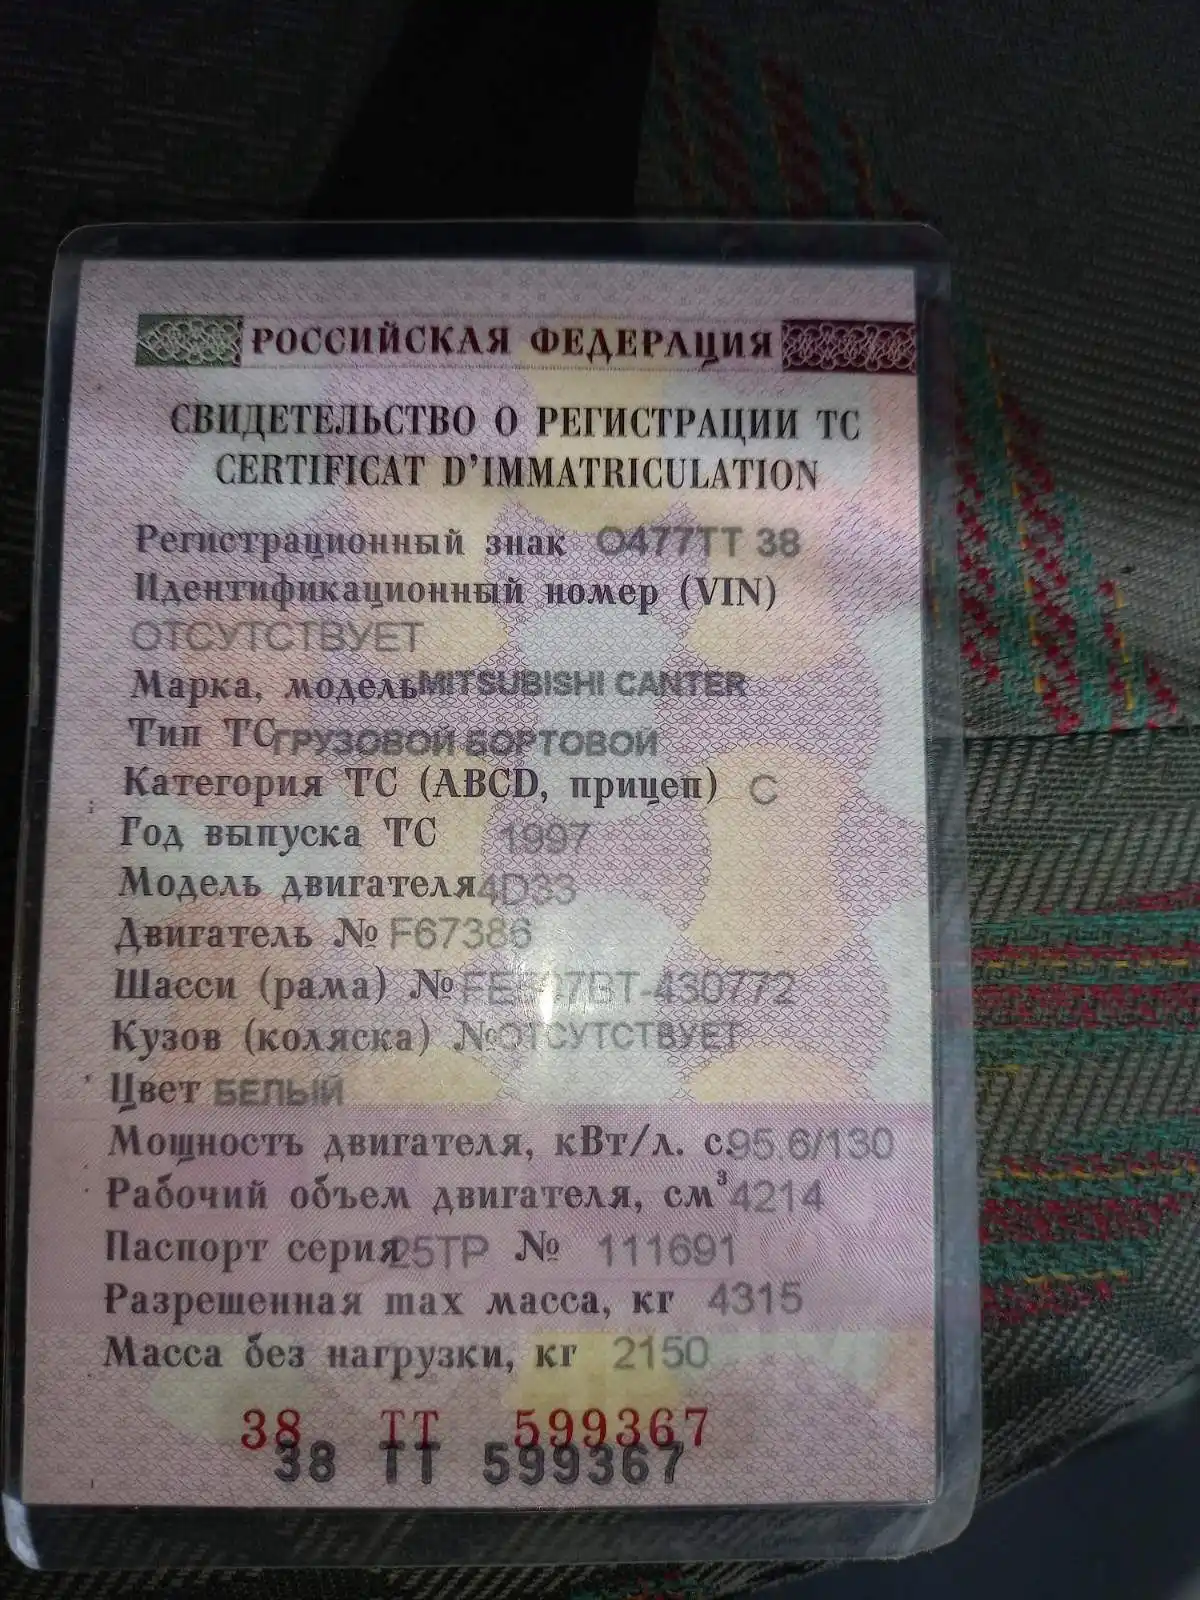 РОССИЙСКАЯ ФЕДЕРАЦИЯ
СВИДЕТЕЛЬСТВО О РЕГИСТРАЦИИ ТС
CERTIFICAT D'IMMATRICULATION
Регистрационный знак О477ТТ 38
Идентификационный номер (VIN)
ОТСУТСТВУЕТ
Марка, модель MITSUBISHI CANTER
Тип ТС ГРУЗОВОЙ БОРТОВОЙ
Категория ТС (ABCD, прицеп) С
Год выпуска ТС 1997
Модель двигателя 4D33
Двигатель № F67386
Шасси (рама) №
Кузов (коляска) № ОТСУТСТВУЕТ
Цвет БЕЛЫЙ
Мощность двигателя, кВт/л. с. 95.6/130
Рабочий объем двигателя, см³ 4214
Паспорт серия 25ТР № 111691
Разрешенная max масса, кг 4315
Масса без нагрузки, кг 2150
38 ТТ 599367
38 ТТ 599367